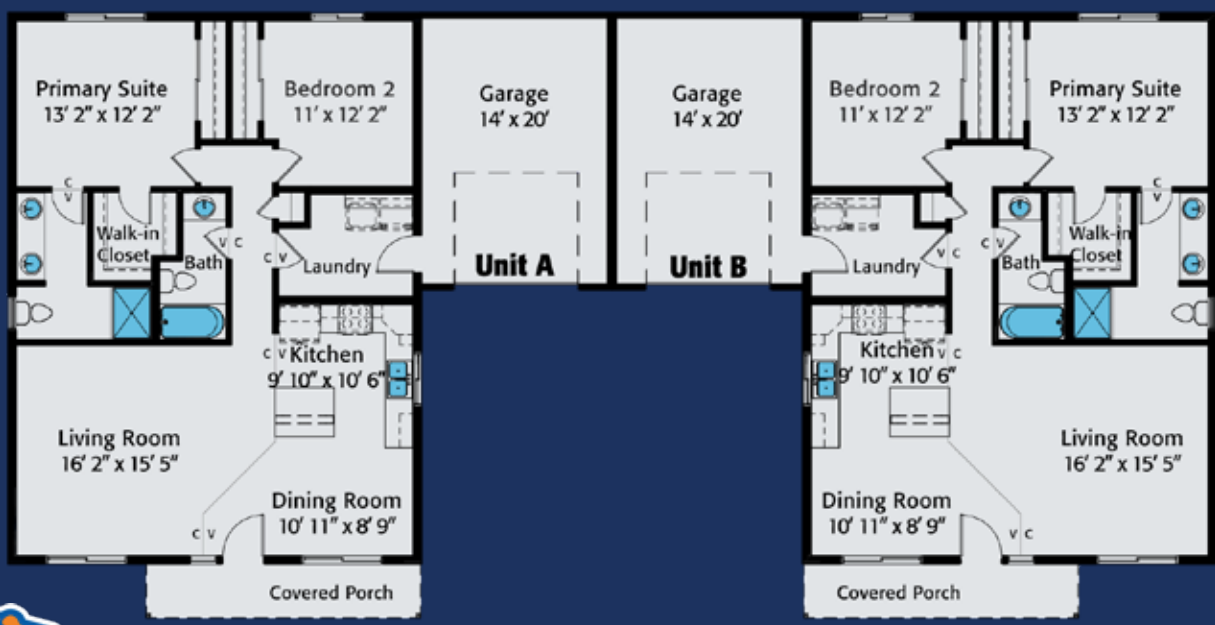 Primary Suite
13' 2" x 12' 2"
Bedroom 2
11' x 12' 2"
Garage
14' x 20'
Garage
14' x 20'
Bedroom 2
11' x 12' 2"
Primary Suite
13' 2" x 12' 2"
C
V
Walk-in
Closet
Bath
V C
C V
Laundry
Unit A
Unit B
Laundry
V C
C V
Bath
Walk-in
Closet
C
V
C V
Kitchen
9' 10" x 10' 6"
Kitchen
9' 10" x 10' 6"
V C
Living Room
16' 2" x 15' 5"
Living Room
16' 2" x 15' 5"
Dining Room
10' 11" x 8' 9"
Dining Room
10' 11" x 8' 9"
C V
V C
Covered Porch
Covered Porch